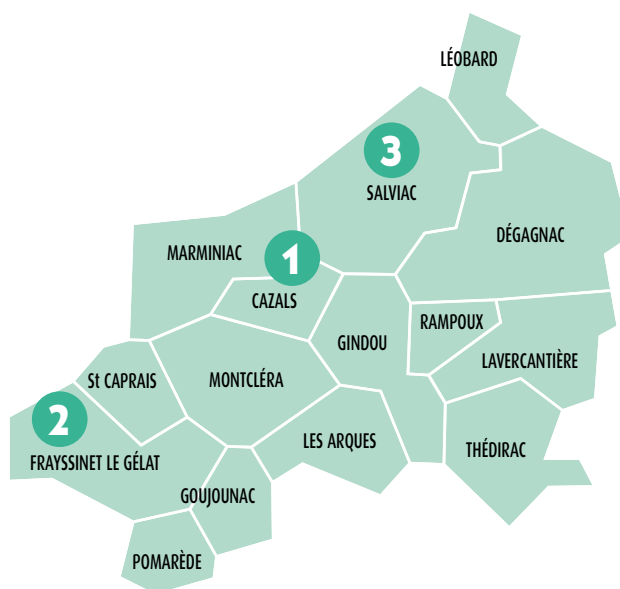 LÉOBARD
3
SALVIAC
DÉGAGNAC
MARMINIAC
1
CAZALS
RAMPOUX
GINDOU
LAVERCANTIÈRE
St CAPRAIS
MONTCLÉRA
2
LES ARQUES
THÉDIRAC
FRAYSSINET LE GÉLAT
GOUJOUNAC
POMARÈDE